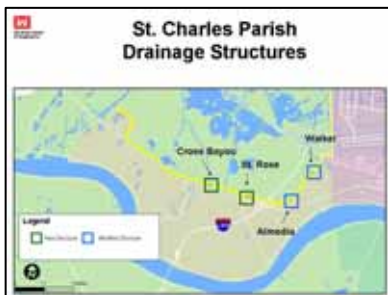 St. Charles Parish
Drainage Structures
Walker
Cross Bayou
St. Rose
Almedia
Legend